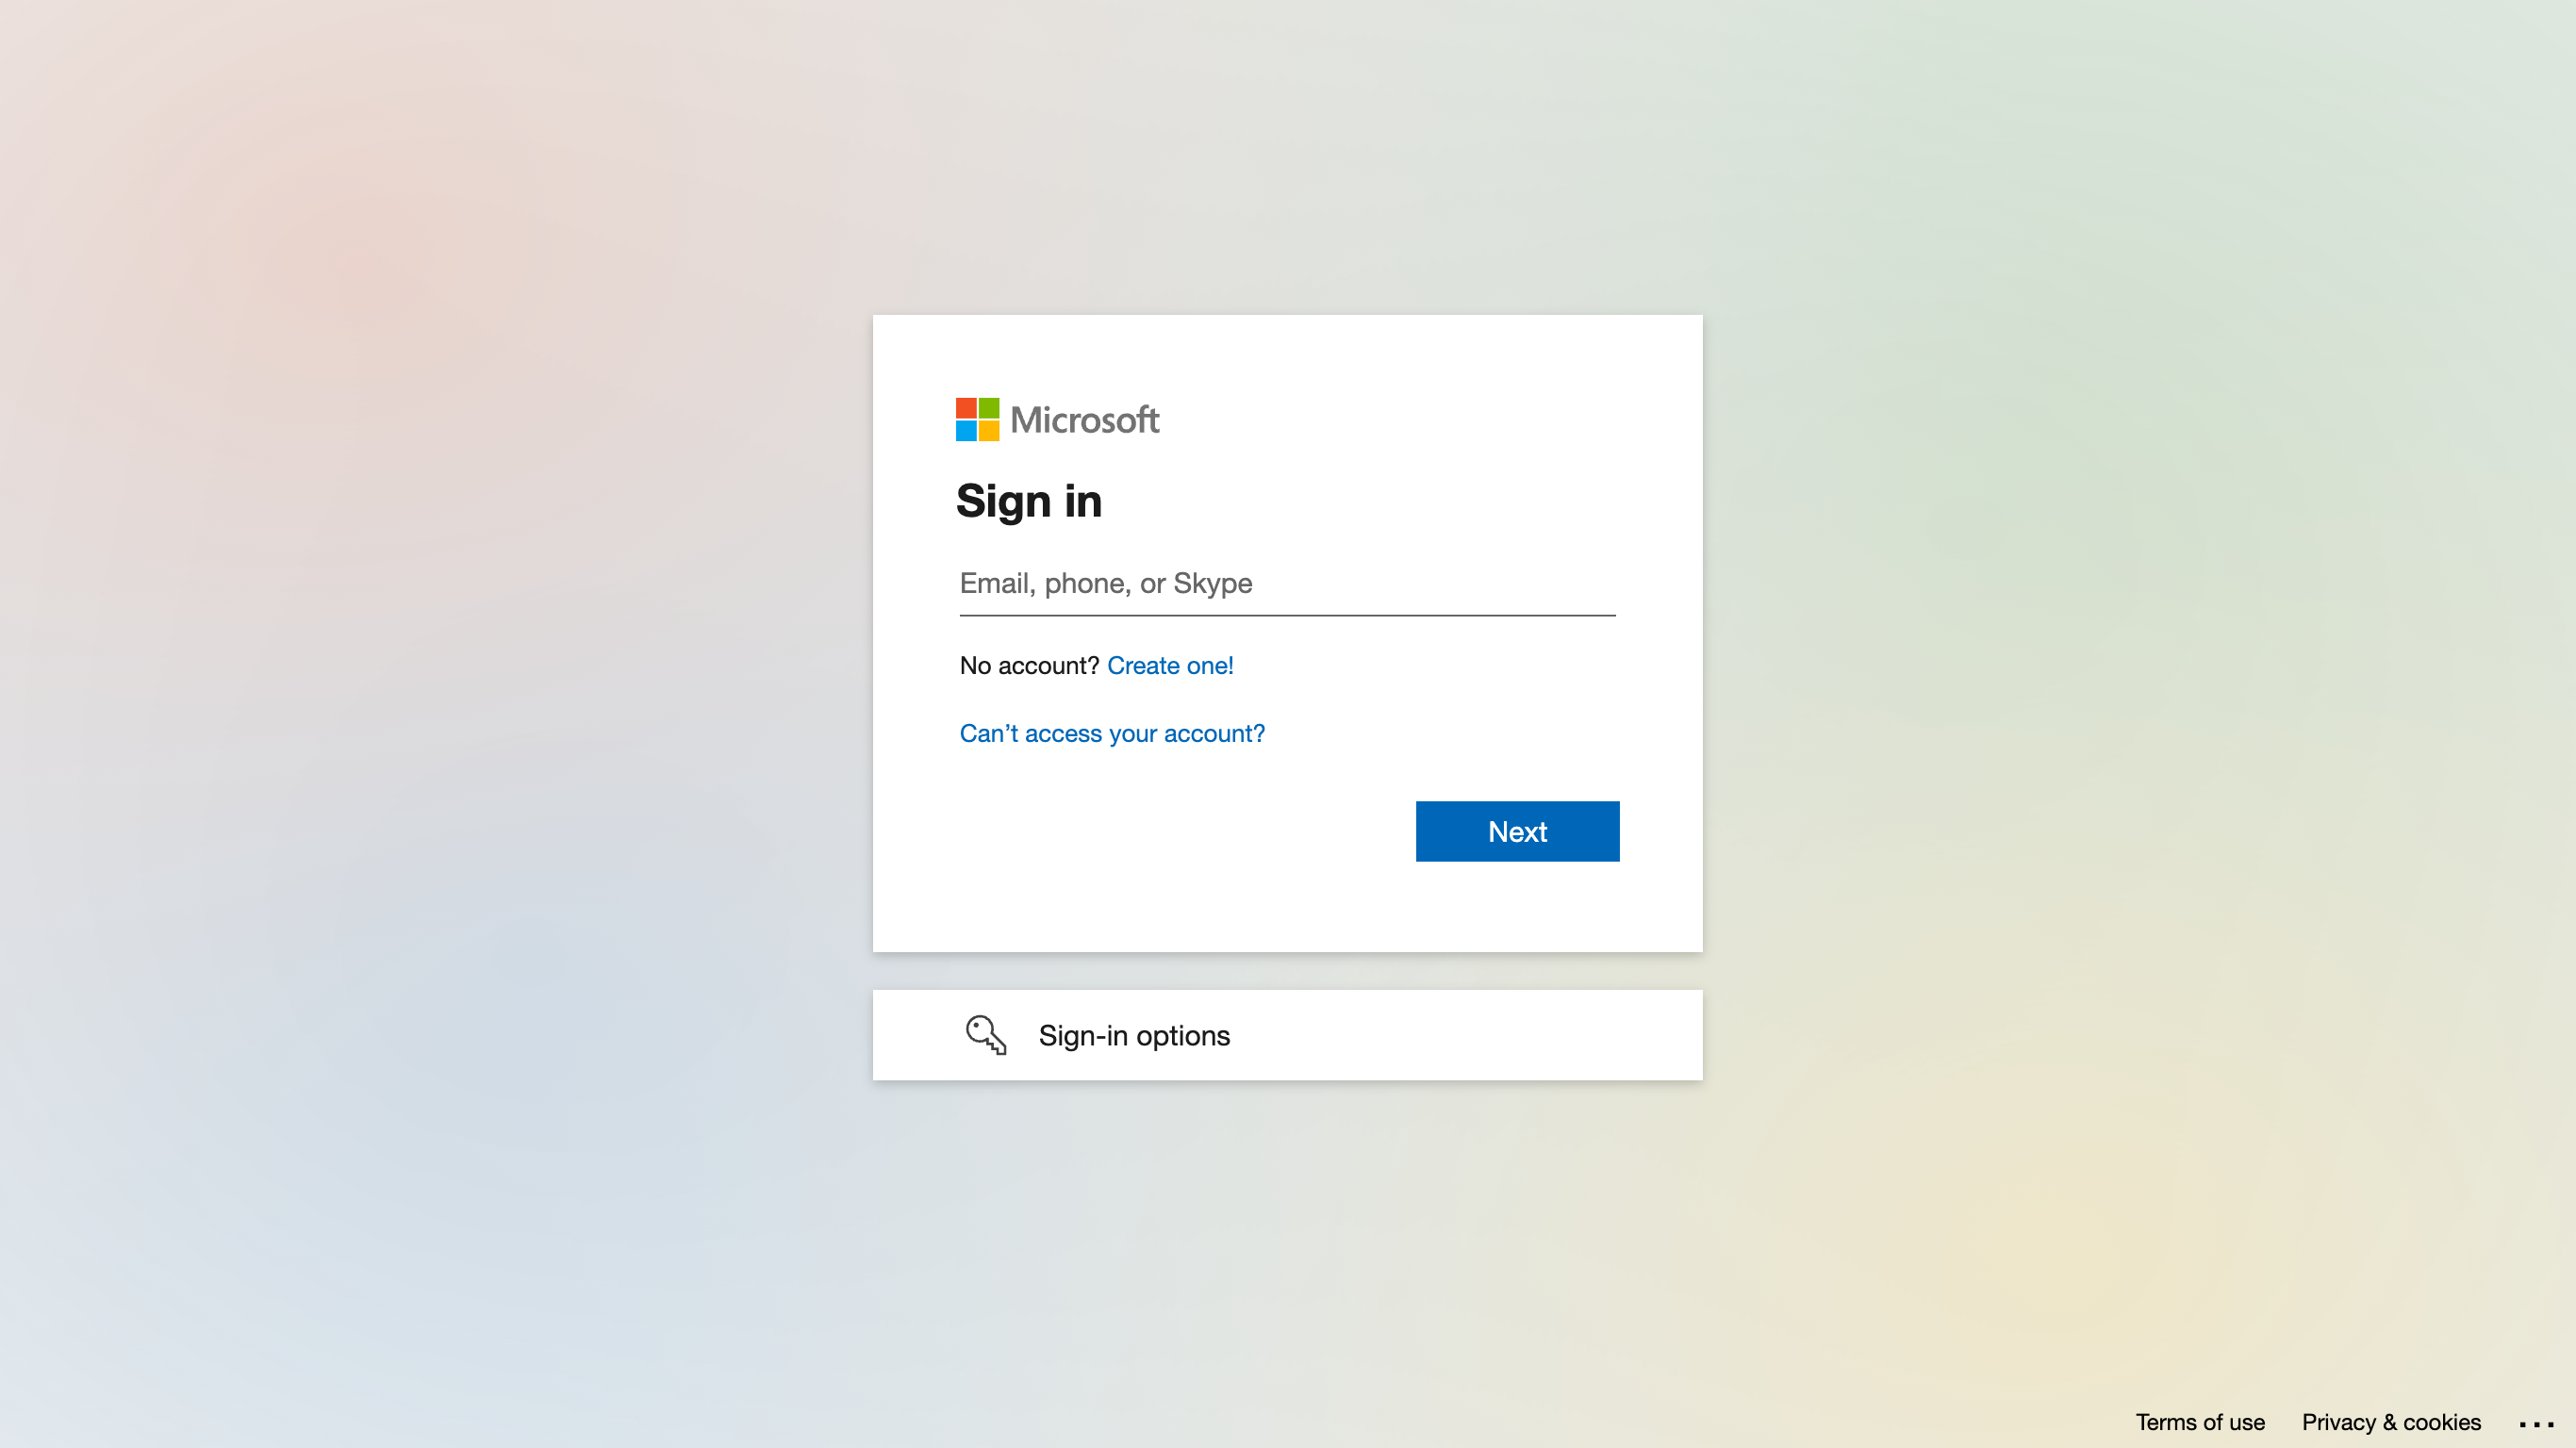 Microsoft
Sign in
Email, phone, or Skype
No account? Create one!
Can’t access your account?
Next
Sign-in options
Terms of use Privacy & cookies ...